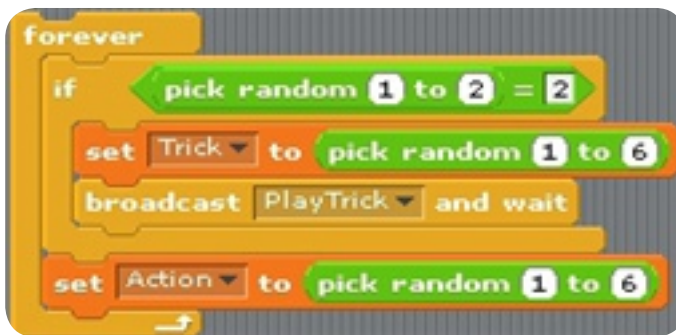 forever
if pick random 1 to 2 = 2
set Trick to pick random 1 to 6
broadcast PlayTrick and wait
set Action to pick random 1 to 6